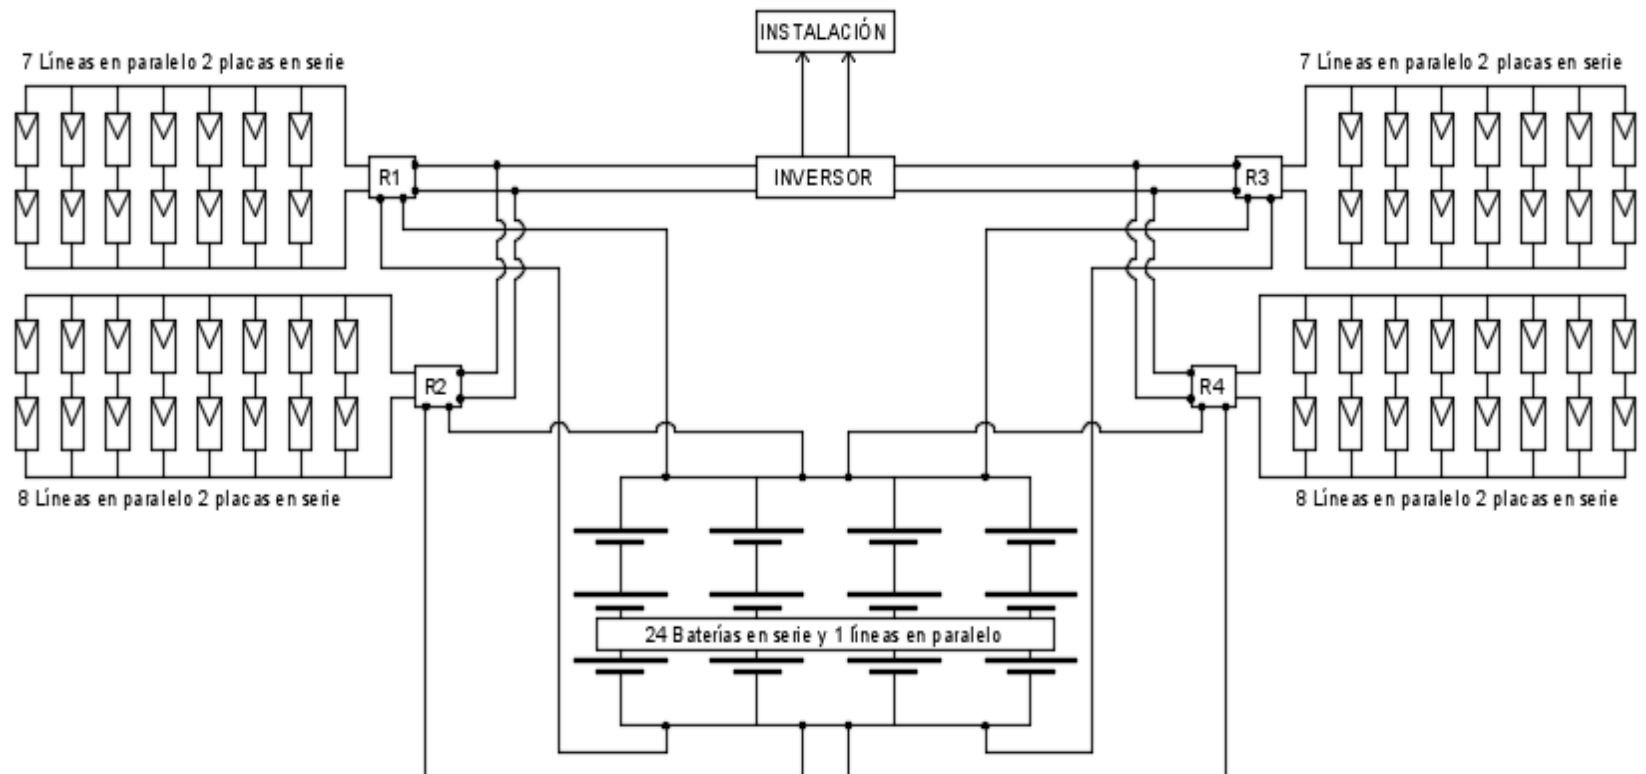 INSTALACIÓN
7 Líneas en paralelo 2 placas en serie
7 Líneas en paralelo 2 placas en serie
R1
INVERSOR
R3
R2
R4
8 Líneas en paralelo 2 placas en serie
8 Líneas en paralelo 2 placas en serie
24 Baterías en serie y 1 líneas en paralelo